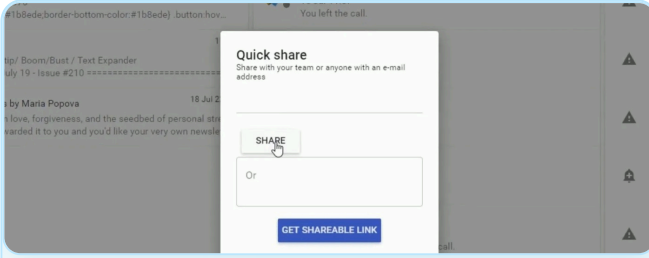 #1b8ede;border-bottom-color:#1b8ede} .button:hov...
You left the call.
tip/ Boom/Bust / Text Expander
July 19 - Issue #210 ====================
s by Maria Popova
18 Jul 2
n love, forgiveness, and the seedbed of personal stre
warded it to you and you'd like your very own newsle
Quick share
Share with your team or anyone with an e-mail
address
SHARE
Or
GET SHAREABLE LINK
call.